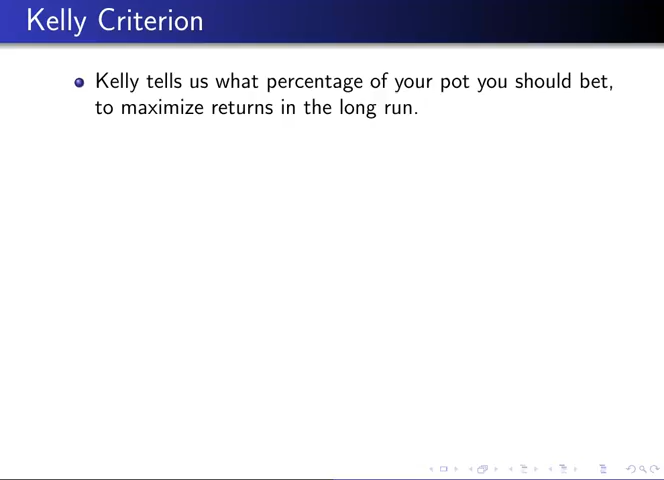 Kelly Criterion
Kelly tells us what percentage of your pot you should bet,
to maximize returns in the long run.